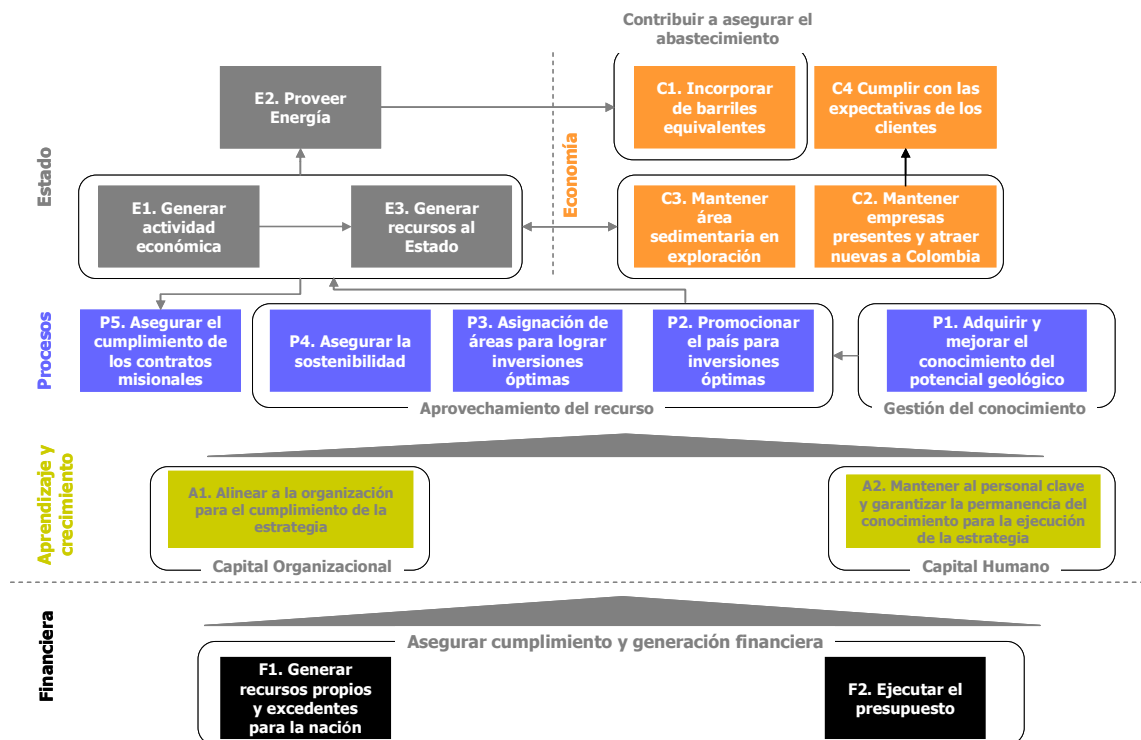 Contribuir a asegurar el
abastecimiento
E2. Proveer
Energía
C1. Incorporar
de barriles
equivalentes
C4 Cumplir con las
expectativas de los
clientes
Estado
Economía
E1. Generar
actividad
económica
E3. Generar
recursos al
Estado
C3. Mantener
área
sedimentaria en
exploración
C2. Mantener
empresas
presentes y atraer
nuevas a Colombia
Procesos
P5. Asegurar el
cumplimiento de
los contratos
misionales
P4. Asegurar la
sostenibilidad
P3. Asignación de
áreas para lograr
inversiones
óptimas
P2. Promocionar
el país para
inversiones
óptimas
P1. Adquirir y
mejorar el
conocimiento del
potencial geológico
Aprovechamiento del recurso
Gestión del conocimiento
Aprendizaje y
crecimiento
A1. Alinear a la organización
para el cumplimiento de la
estrategia
A2. Mantener al personal clave
y garantizar la permanencia del
conocimiento para la ejecución
de la estrategia
Capital Organizacional
Capital Humano
Financiera
Asegurar cumplimiento y generación financiera
F1. Generar
recursos propios
y excedentes
para la nación
F2. Ejecutar el
presupuesto